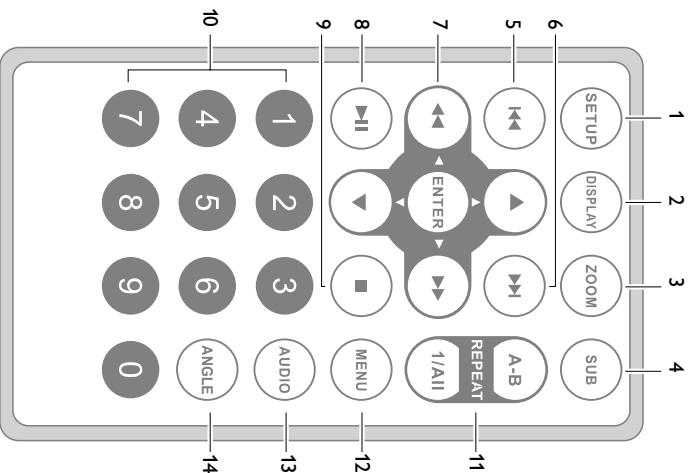 1 2 3 4
SETUP DISPLAY ZOOM SUB
6
5 A-B
REPEAT 11
7 ENTER 1/All
8 MENU 12
9
1 2 3 AUDIO 13
10 4 5 6 ANGLE 14
7 8 9 0